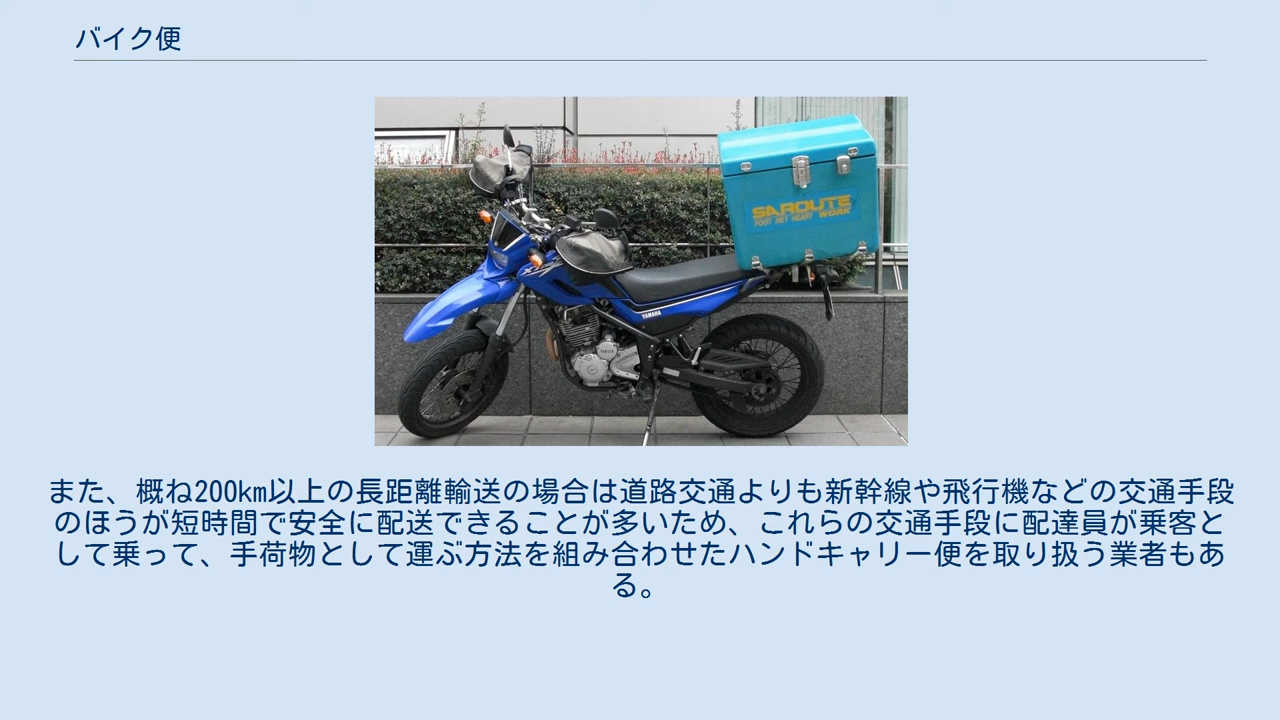 バイク便
SAROUTE
FOOT NET HEART WORK
YAMAHA
また、概ね200km以上の長距離輸送の場合は道路交通よりも新幹線や飛行機などの交通手段
のほうが短時間で安全に配送できることが多いため、これらの交通手段に配達員が乗客と
して乗って、手荷物として運ぶ方法を組み合わせたハンドキャリー便を取り扱う業者もあ
る。